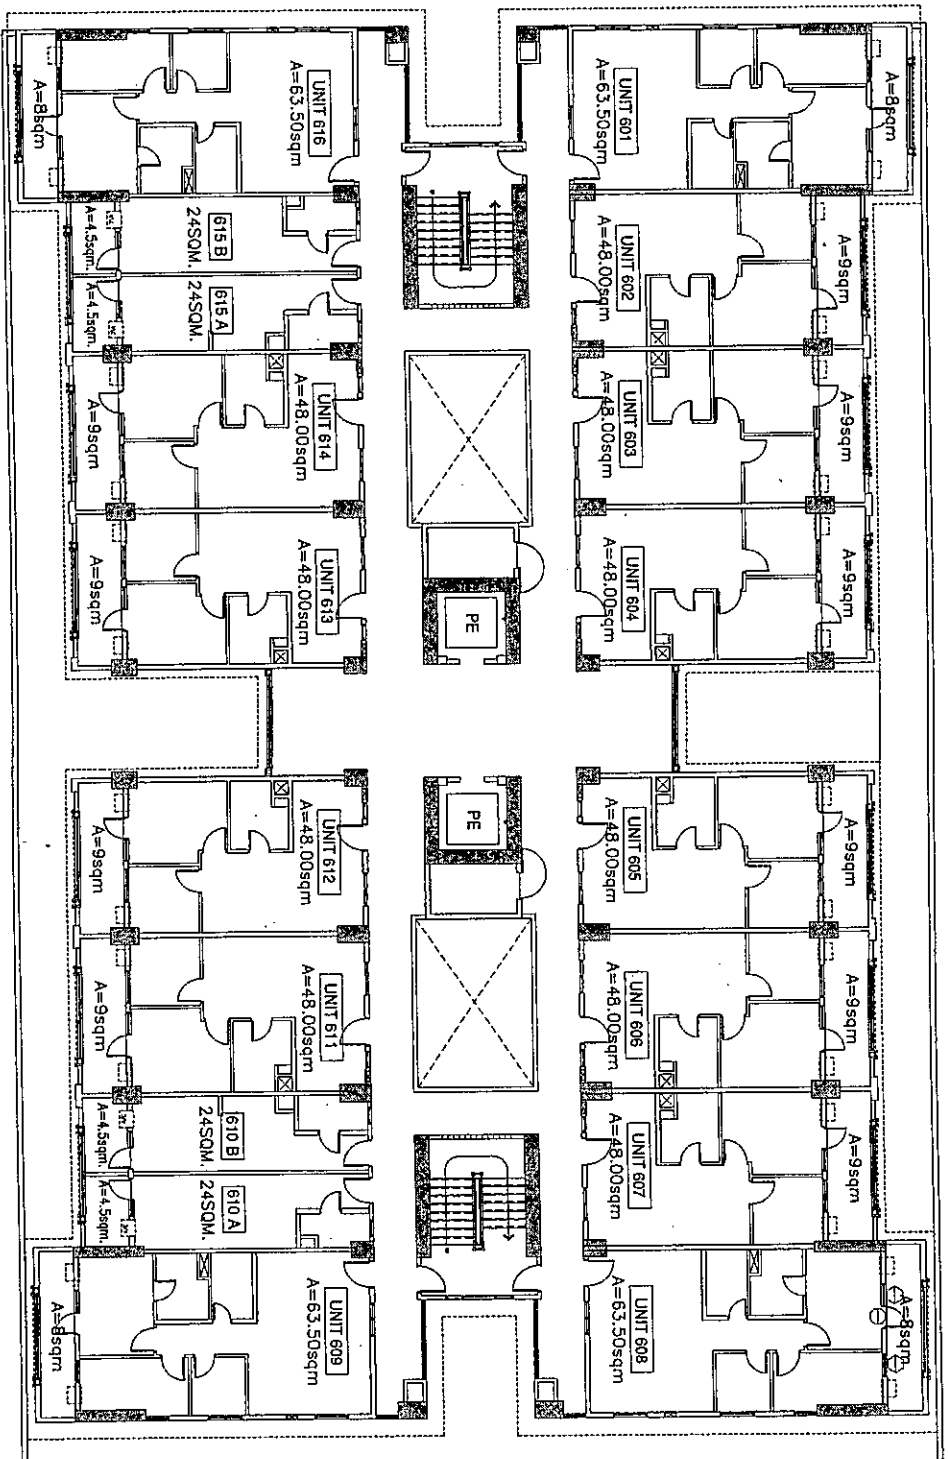 A=8sqm
UNIT 616
A=63.50sqm
UNIT 601
A=63.50sqm
A=8sqm
A=4.5sqm.
615 B
24SQM.
UNIT 602
A=48.00sqm
A=9sqm
A=4.5sqm.
615 A
24SQM.
A=9sqm
UNIT 614
A=48.00sqm
UNIT 603
A=48.00sqm
A=9sqm
A=9sqm
UNIT 613
A=48.00sqm
PE
UNIT 604
A=48.00sqm
A=9sqm
A=9sqm
UNIT 612
A=48.00sqm
PE
UNIT 605
A=48.00sqm
A=9sqm
A=9sqm
UNIT 611
A=48.00sqm
UNIT 606
A=48.00sqm
A=9sqm
A=4.5sqm.
610 B
24SQM.
UNIT 607
A=48.00sqm
A=9sqm
A=4.5sqm.
610 A
24SQM.
A=8sqm
UNIT 609
A=63.50sqm
UNIT 608
A=63.50sqm
A=8sqm